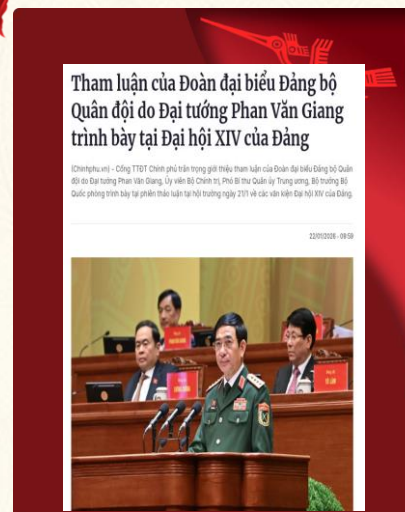 Tham luận của Đoàn đại biểu Đảng bộ
Quân đội do Đại tướng Phan Văn Giang
trình bày tại Đại hội XIV của Đảng
(Chinhphu.vn) - Cổng TTĐT Chính phủ trân trọng giới thiệu tham luận của Đoàn đại biểu Đảng bộ Quân
đội do Đại tướng Phan Văn Giang, Ủy viên Bộ Chính trị, Phó Bí thư Quân ủy Trung ương, Bộ trưởng Bộ
Quốc phòng trình bày tại phiên thảo luận tại hội trường ngày 21/1 về các văn kiện Đại hội XIV của Đảng.
22/01/2026 - 09:59